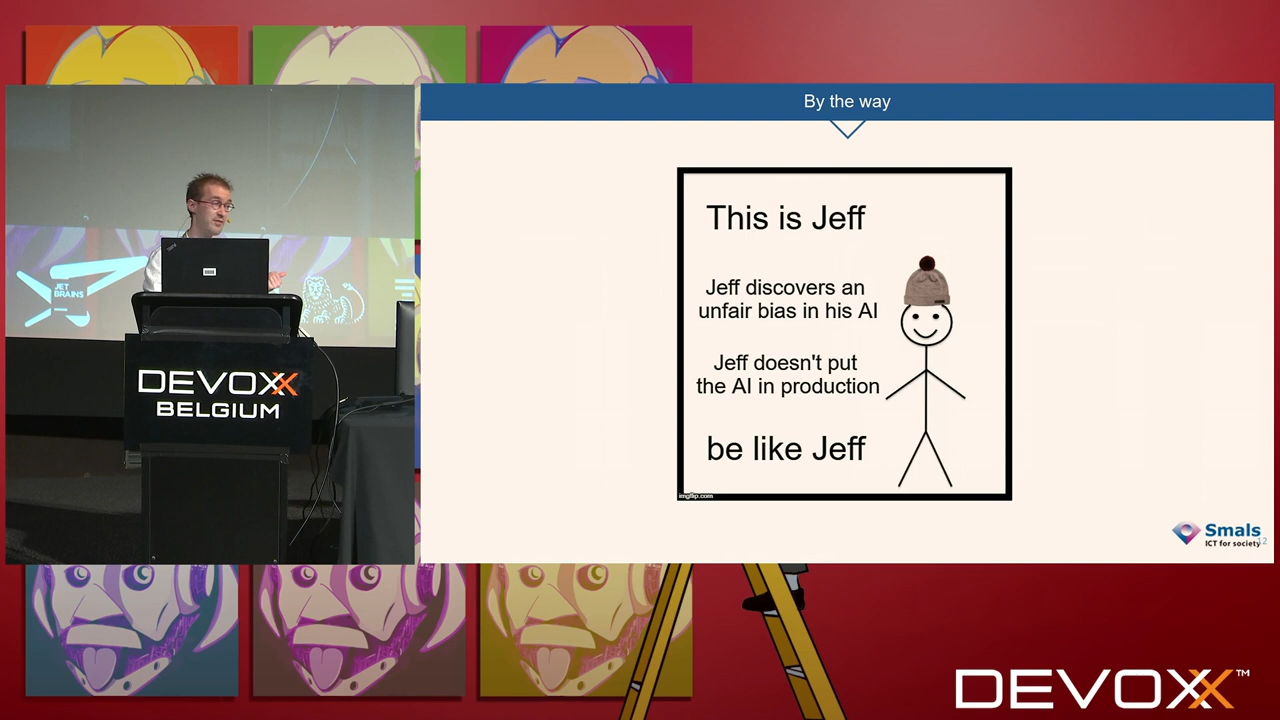 By the way
This is Jeff
Jeff discovers an
unfair bias in his AI
Jeff doesn't put
the AI in production
be like Jeff
imgflip.com
Smals
ICT for society
12
JET
BRAINS
DEVOXX
BELGIUM
DEVOXX™